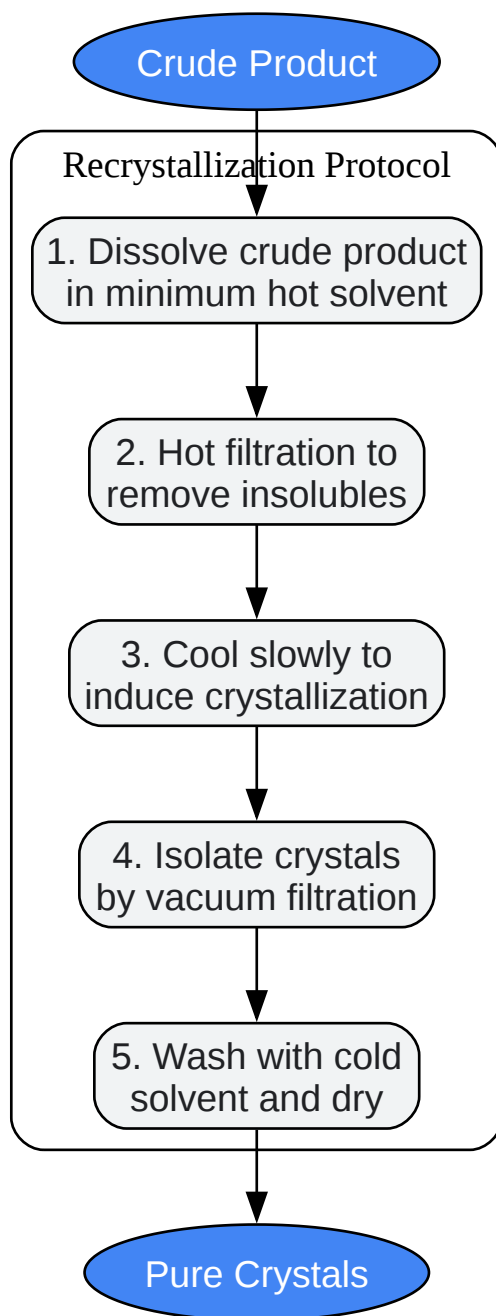 Crude Product
Recrystallization Protocol
1. Dissolve crude product
in minimum hot solvent
2. Hot filtration to
remove insolubles
3. Cool slowly to
induce crystallization
4. Isolate crystals
by vacuum filtration
5. Wash with cold
solvent and dry
Pure Crystals